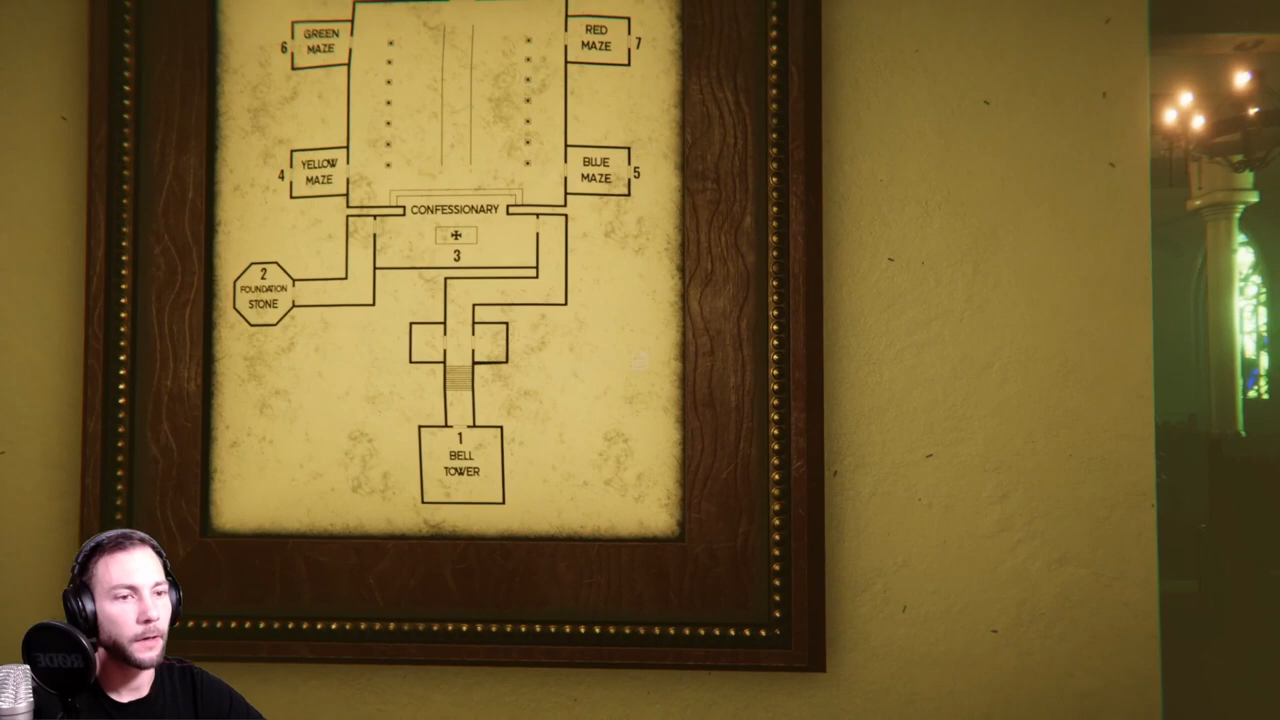 GREEN
MAZE
6
RED
MAZE
7
YELLOW
MAZE
4
BLUE
MAZE
5
CONFESSIONARY
3
2
FOUNDATION
STONE
1
BELL
TOWER
RØDE